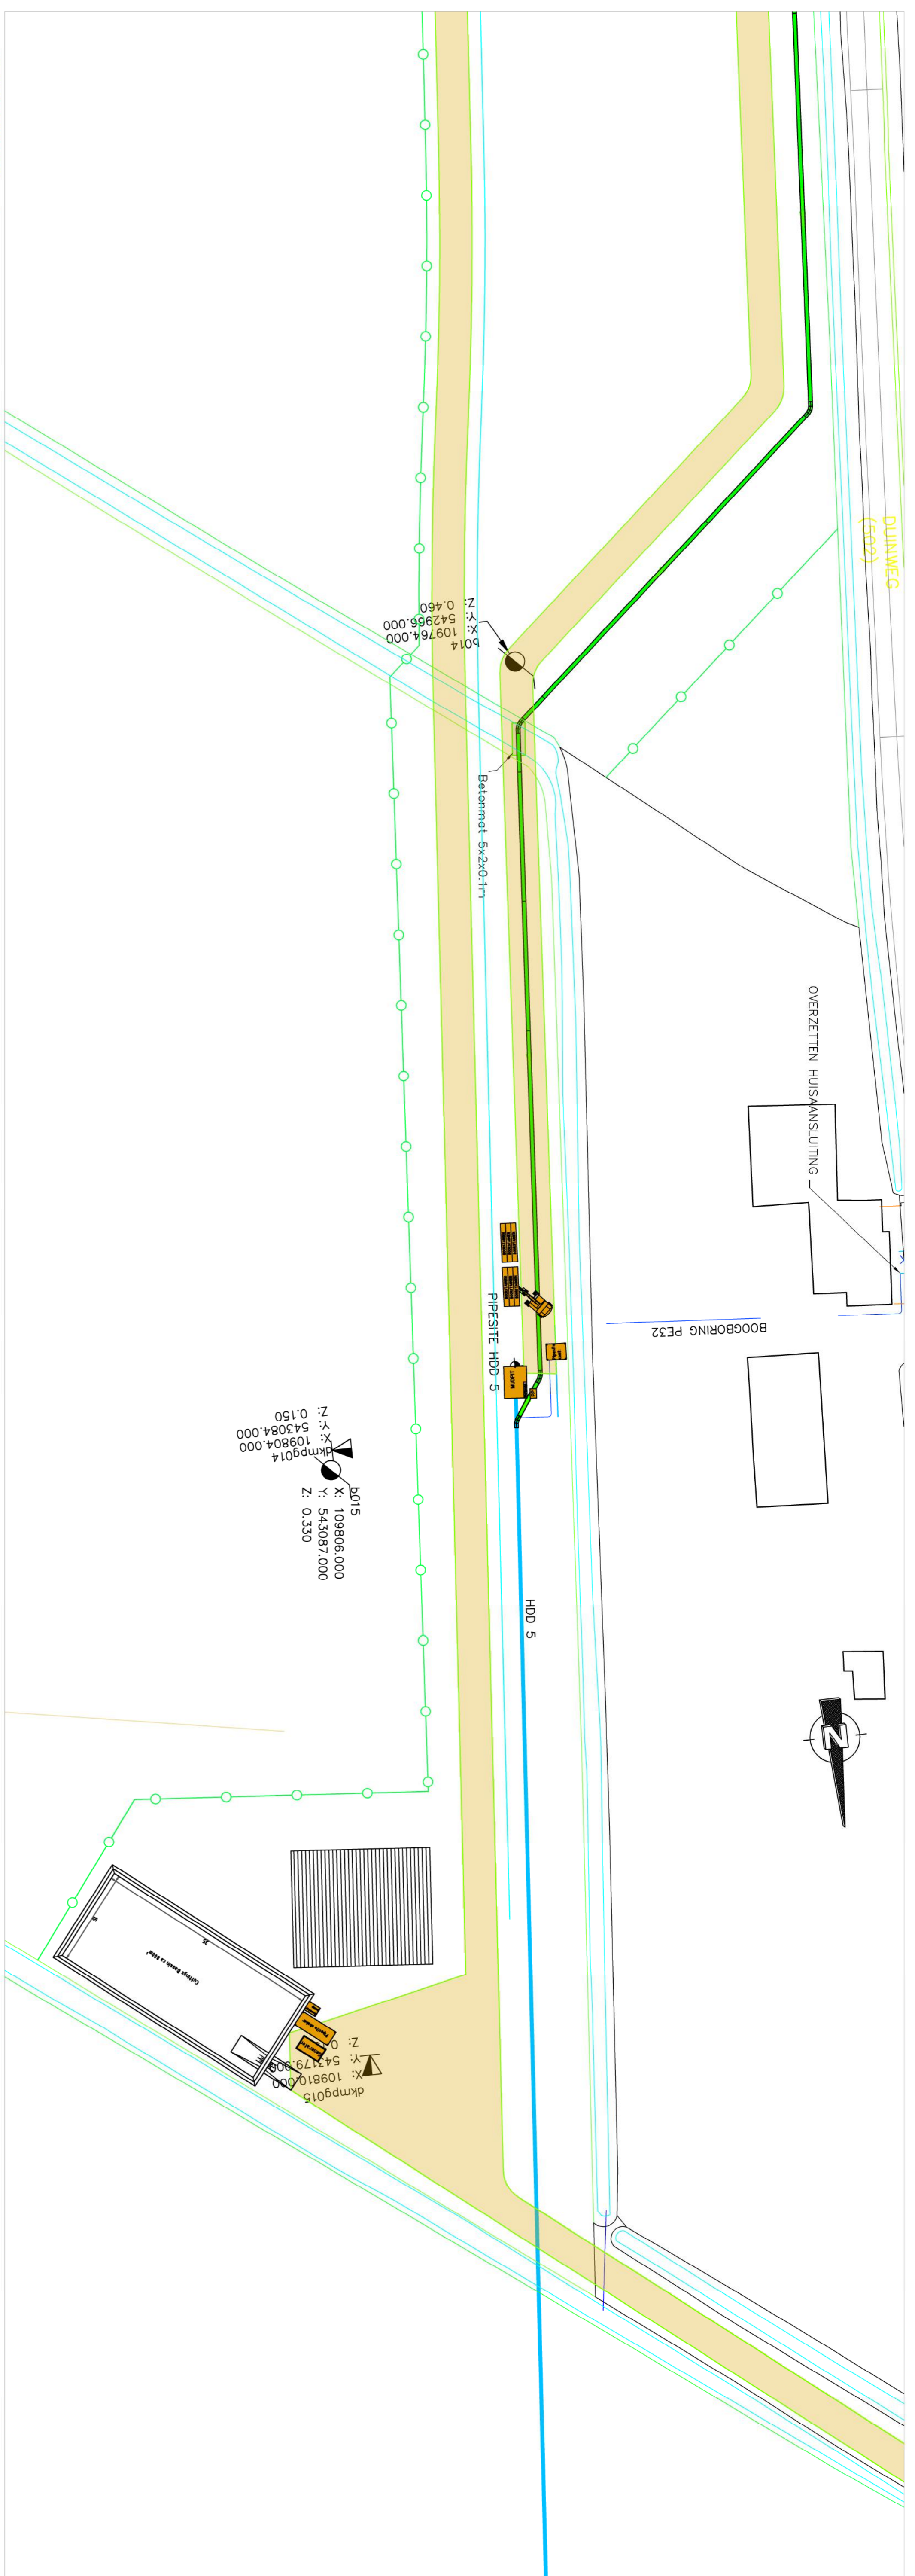 DUINWEG
(502)
b014
X: 109764.000
Y: 542966.000
Z: 0.460
Betonmat 5x2x0.1m
OVERZETTEN HUISAANSLUITING
BOOGBORING PE32
PIPESITE HDD 5
MUDPIT
dkmpg014
X: 109804.000
Y: 543084.000
Z: 0.150
b015
X: 109806.000
Y: 543087.000
Z: 0.330
HDD 5
N
35
dkmpg015
X: 109810.000